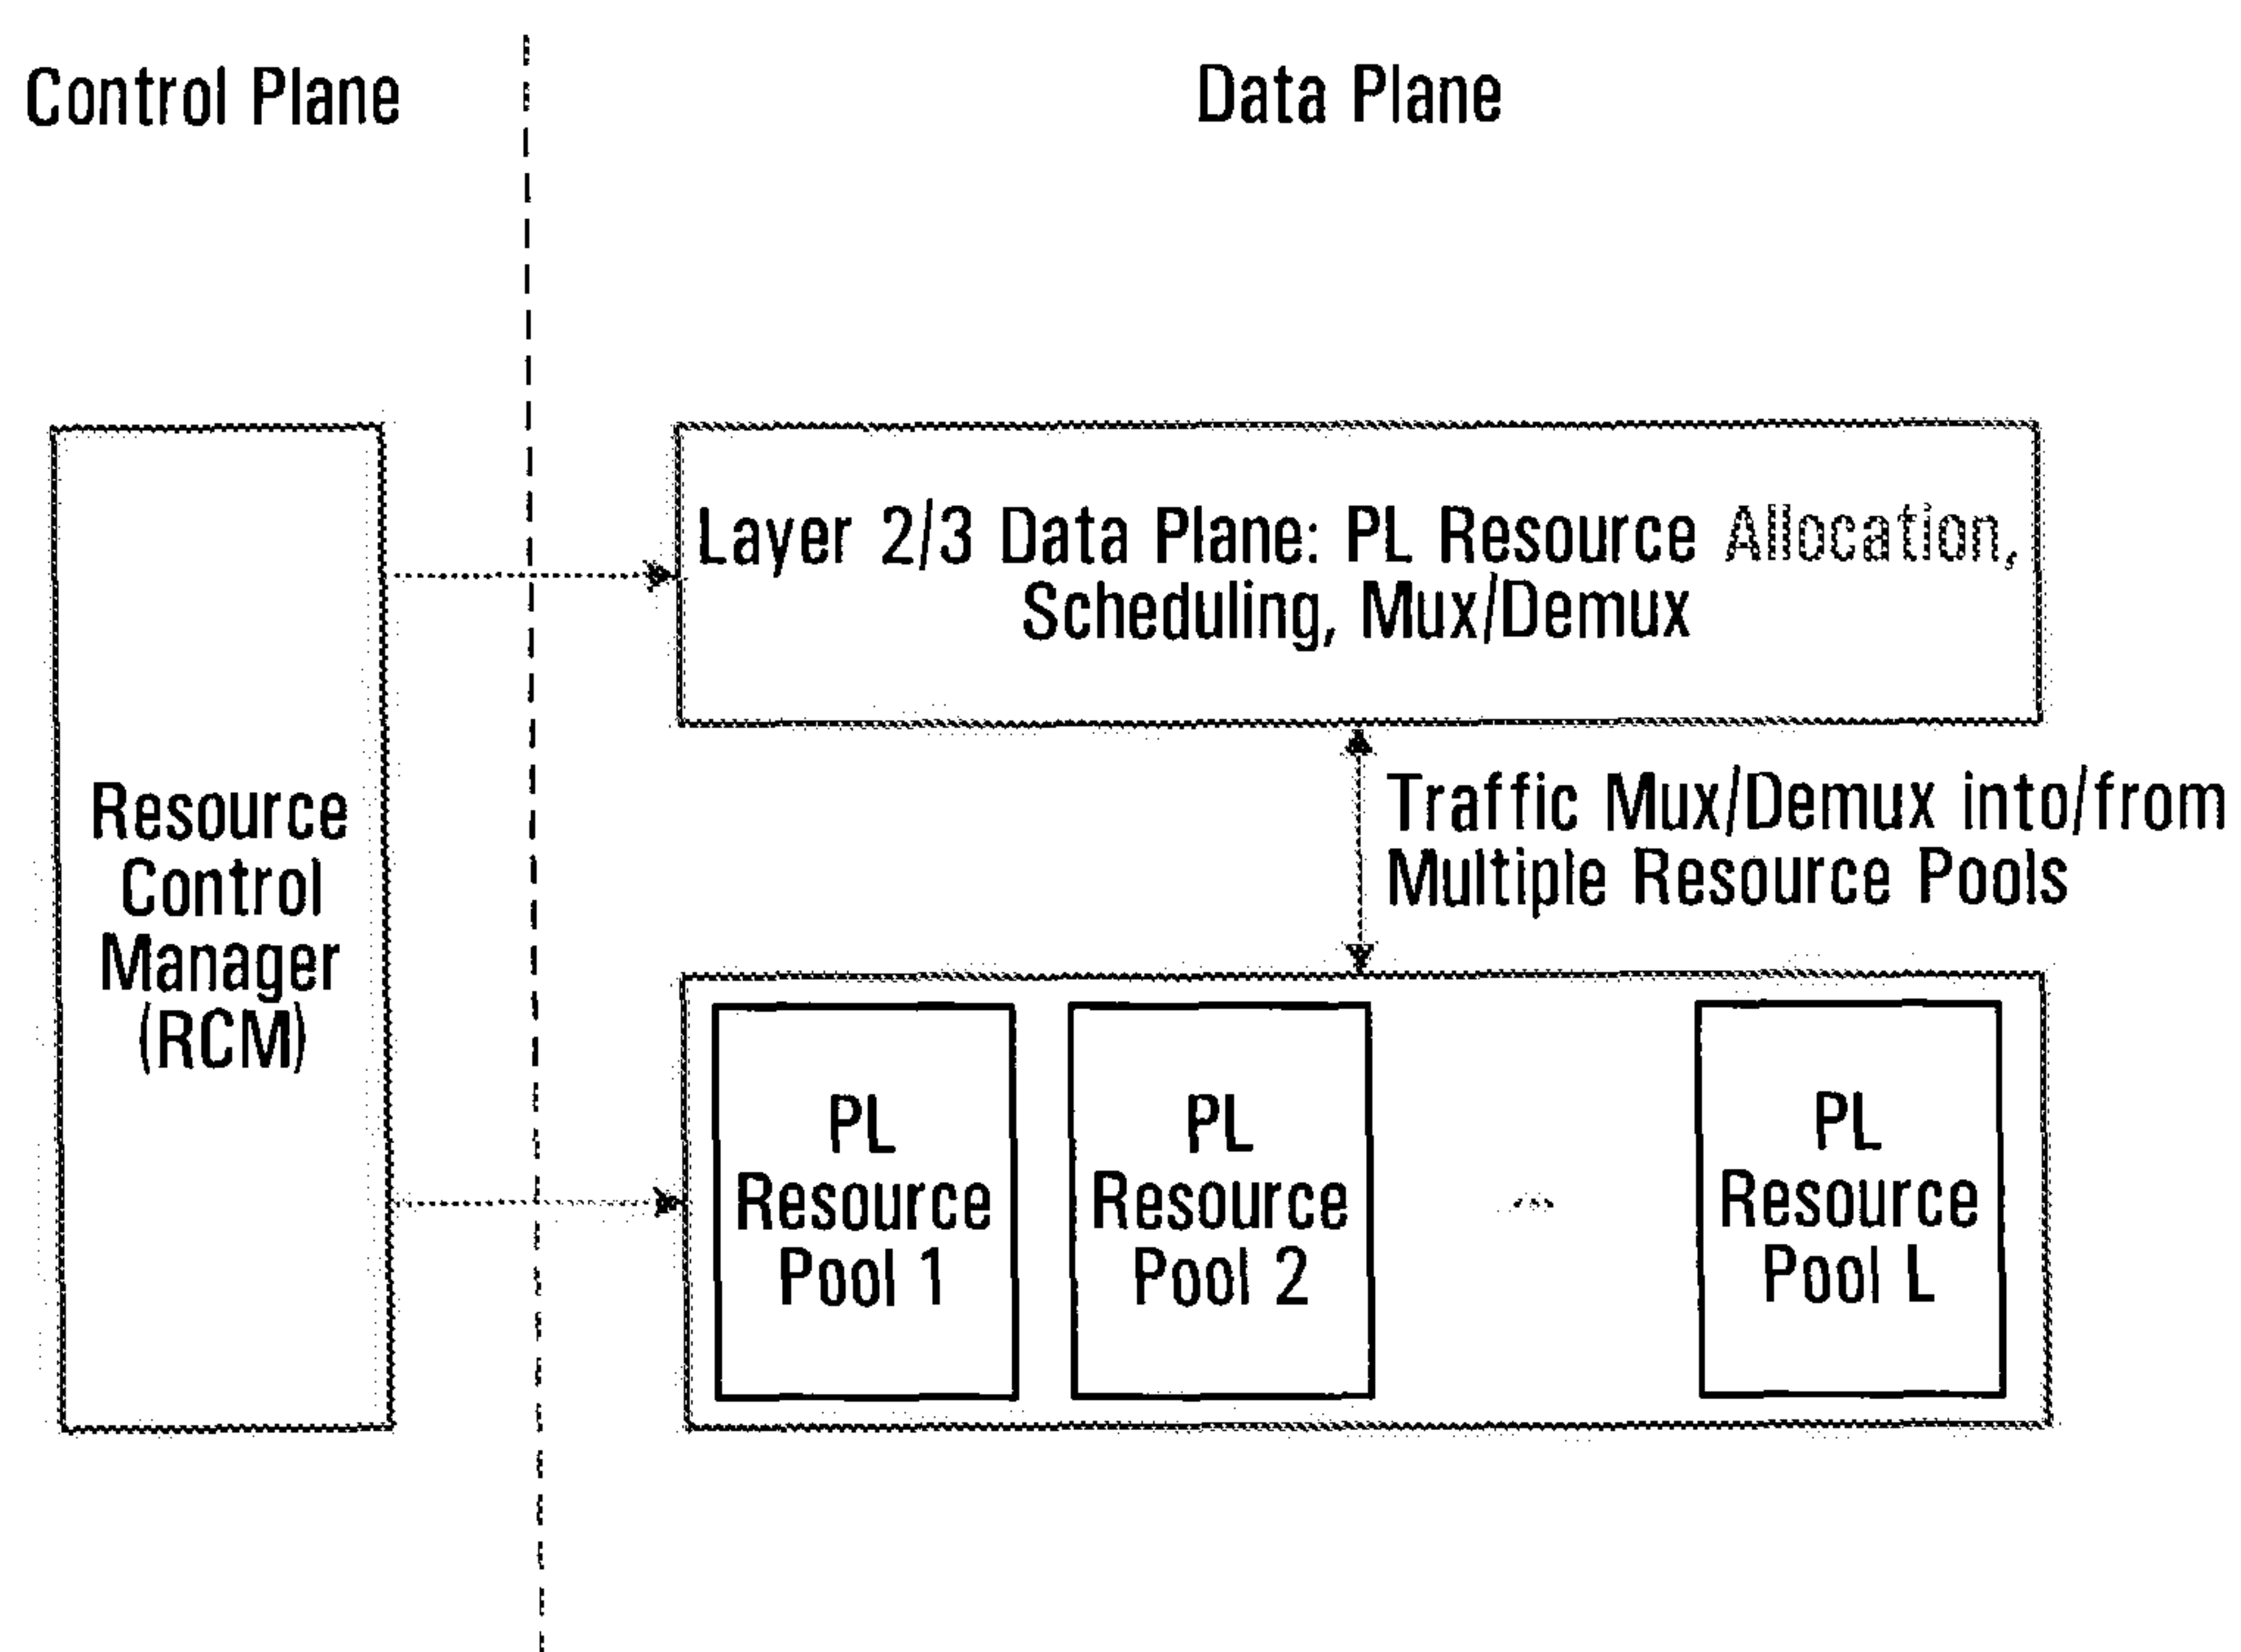 Control Plane
Data Plane
Layer 2/3 Data Plane: PL Resource Allocation,
Scheduling, Mux/Demux
Resource
Control
Manager
(RCM)
Traffic Mux/Demux into/from
Multiple Resource Pools
PL
Resource
Pool 1
PL
Resource
Pool 2
...
PL
Resource
Pool L